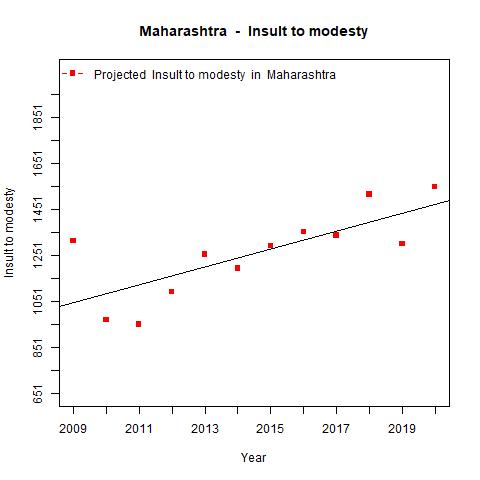 Maharashtra - Insult to modesty
Projected Insult to modesty in Maharashtra
1851
1651
1451
1251
1051
851
651
Insult to modesty
2009 2011 2013 2015 2017 2019
Year